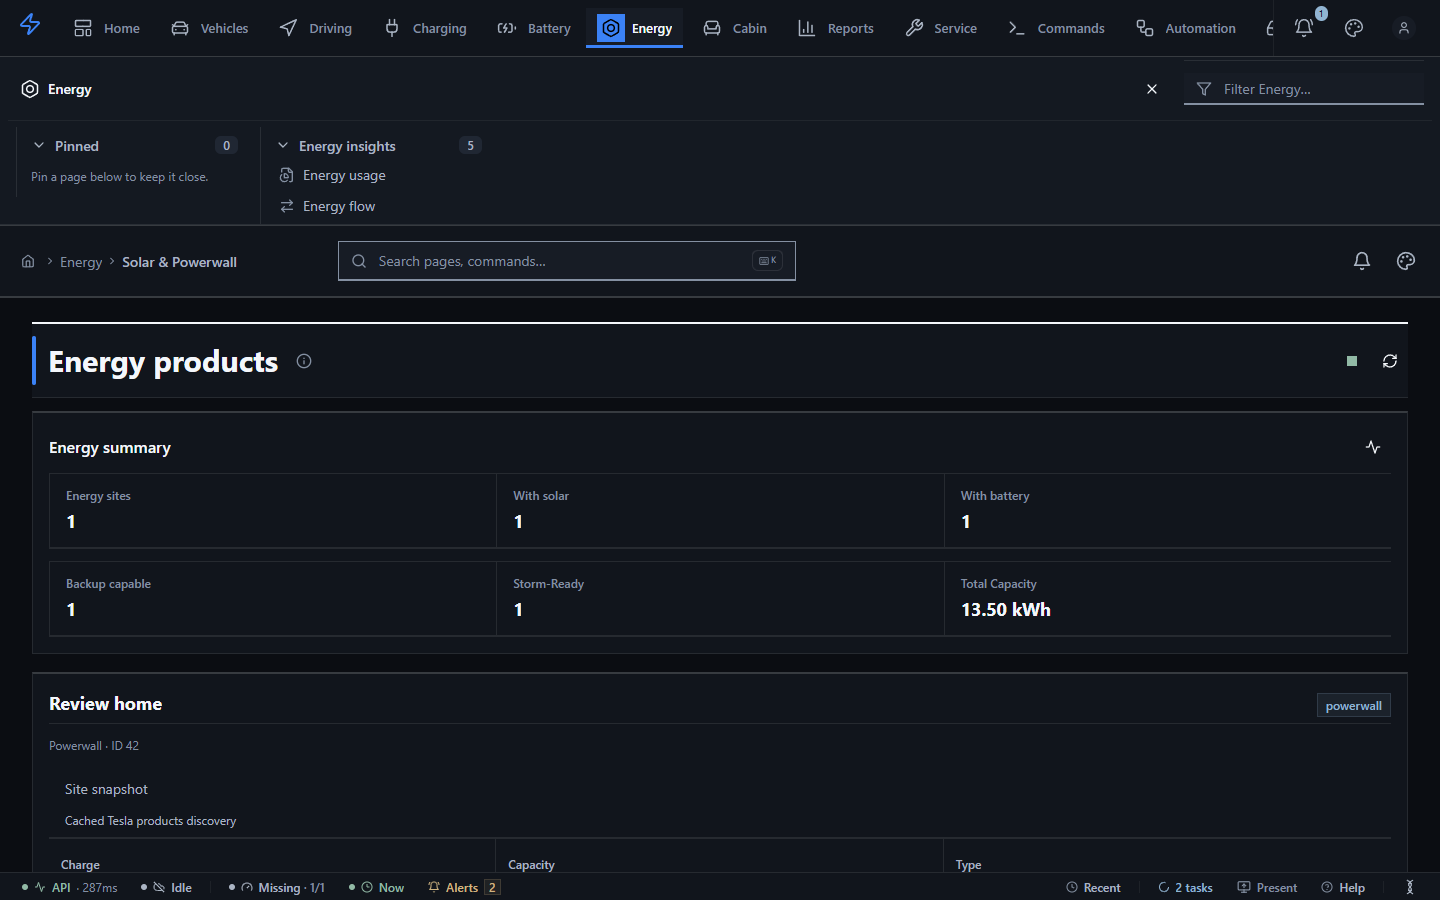 Home Vehicles Driving Charging Battery Energy Cabin Reports Service Commands Automation 1
Energy
Filter Energy...
Pinned 0
Pin a page below to keep it close.
Energy insights 5
Energy usage
Energy flow
Energy Solar & Powerwall
Search pages, commands... K
Energy products
Energy summary
Energy sites With solar With battery
1 1 1
Backup capable Storm-Ready Total Capacity
1 1 13.50 kWh
Review home powerwall
Powerwall · ID 42
Site snapshot
Cached Tesla products discovery
Charge Capacity Type
API · 287ms Idle Missing · 1/1 Now Alerts 2 Recent 2 tasks Present Help